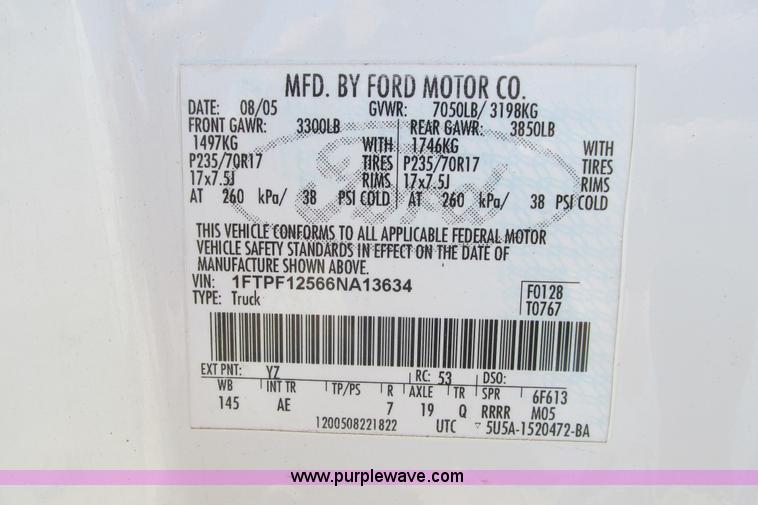 MFD. BY FORD MOTOR CO.
DATE: 08/05 GVWR: 7050LB/ 3198KG
FRONT GAWR: 3300LB REAR GAWR: 3850LB
1497KG WITH 1746KG WITH
P235/70R17 TIRES P235/70R17 TIRES
17x7.5J RIMS 17x7.5J RIMS
AT 260 kPa/ 38 PSI COLD AT 260 kPa/ 38 PSI COLD
Ford
THIS VEHICLE CONFORMS TO ALL APPLICABLE FEDERAL MOTOR
VEHICLE SAFETY STANDARDS IN EFFECT ON THE DATE OF
MANUFACTURE SHOWN ABOVE.
VIN: 1FTPF12566NA13634
TYPE: Truck
F0128
T0767
EXT PNT: YZ RC: 53 DSO:
WB INT TR TP/PS R AXLE TR SPR 6F613
145 AE 7 19 Q RRRR M05
1200508221822 UTC 5U5A-1520472-BA
www.purplewave.com